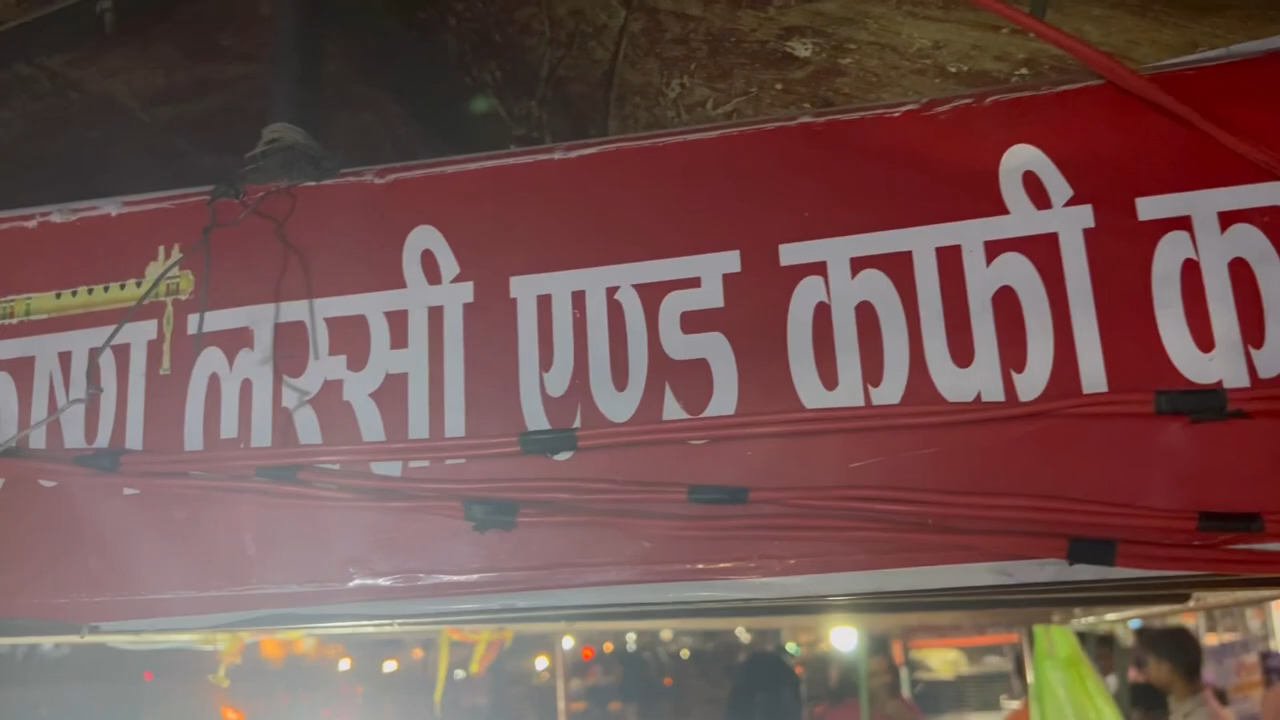 कृष्णा लस्सी एण्ड कफी क